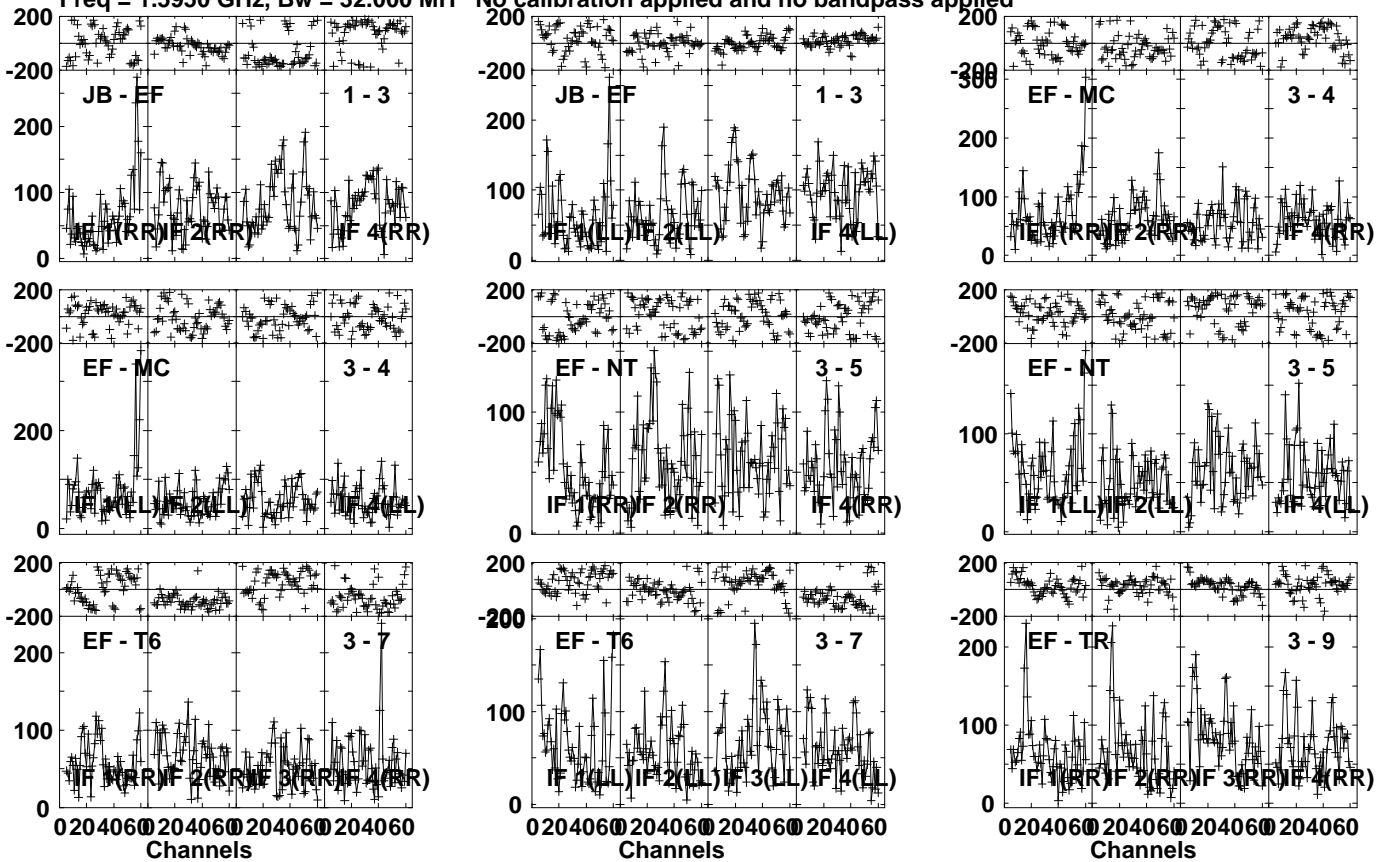 Freq = 1.5950 GHz, Bw = 32.000 MH No calibration applied and no bandpass applied
200
-200
JB - EF 1 - 3
200
100
0
IF 1(RR) IF 2(RR) IF 4(RR)
200
-200
JB - EF 1 - 3
200
100
0
IF 1(LL) IF 2(LL) IF 4(LL)
200
-200
300
EF - MC 3 - 4
200
100
0
IF 1(RR) IF 2(RR) IF 4(RR)
200
-200
EF - MC 3 - 4
200
0
IF 1(LL) IF 2(LL) IF 4(LL)
200
-200
EF - NT 3 - 5
100
0
IF 1(RR) IF 2(RR) IF 4(RR)
200
-200
EF - NT 3 - 5
100
0
IF 1(LL) IF 2(LL) IF 4(LL)
200
-200
EF - T6 3 - 7
200
100
0
IF 1(RR) IF 2(RR) IF 3(RR) IF 4(RR)
0 20 40 60 0 20 40 60 0 20 40 60 0 20 40 60
Channels
200
-200
200
EF - T6 3 - 7
100
0
IF 1(LL) IF 2(LL) IF 3(LL) IF 4(LL)
0 20 40 60 0 20 40 60 0 20 40 60 0 20 40 60
Channels
200
-200
EF - TR 3 - 9
200
100
0
IF 1(RR) IF 2(RR) IF 3(RR) IF 4(RR)
0 20 40 60 0 20 40 60 0 20 40 60 0 20 40 60
Channels